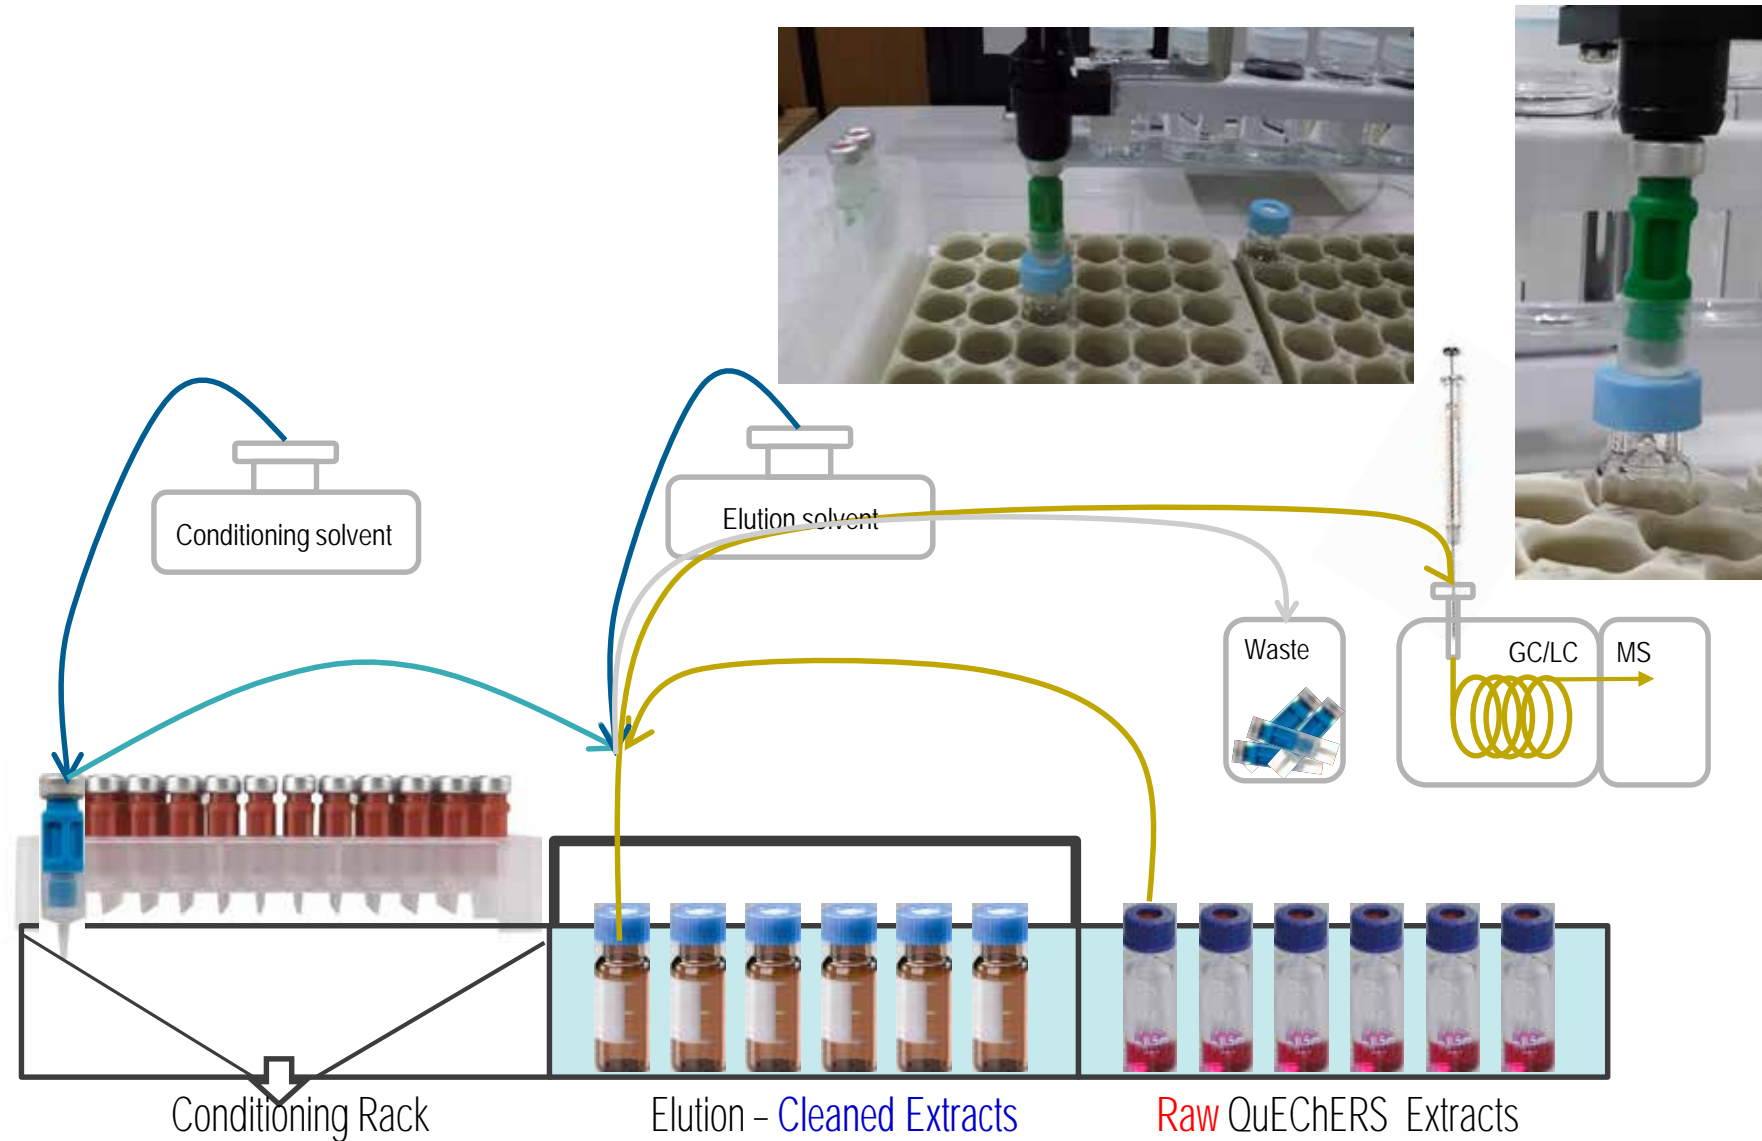 Conditioning solvent
Elution solvent
Waste
GC/LC
MS
Conditioning Rack
Elution – Cleaned Extracts
Raw QuEChERS Extracts